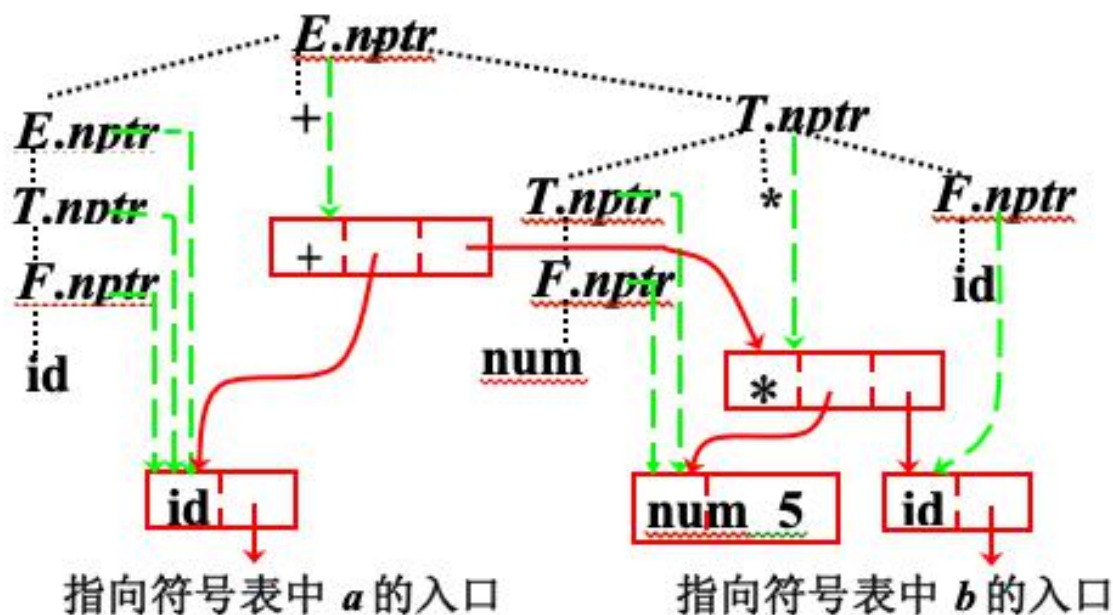 E.nptr
E.nptr + T.nptr
T.nptr T.nptr * F.nptr
+
F.nptr F.nptr id
id num
*
id num 5 id
指向符号表中 a 的入口 指向符号表中 b 的入口